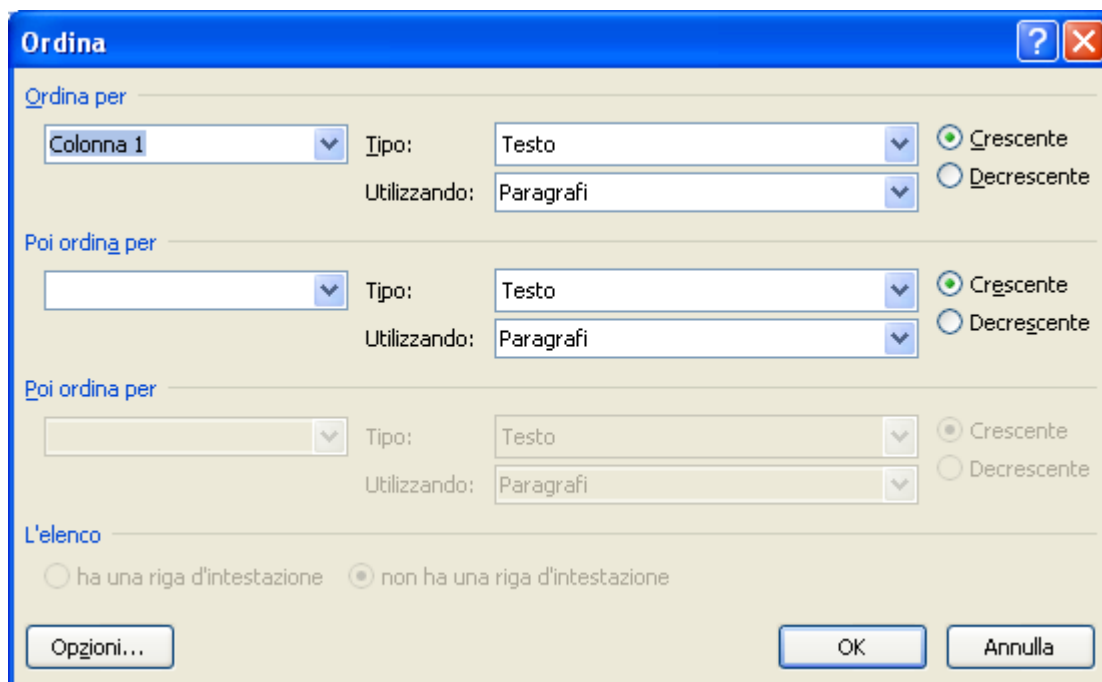 Ordina
Ordina per
Colonna 1 Tipo: Testo Crescente
Utilizzando: Paragrafi Decrescente
Poi ordina per
Tipo: Testo Crescente
Utilizzando: Paragrafi Decrescente
Poi ordina per
Tipo: Testo Crescente
Utilizzando: Paragrafi Decrescente
L'elenco
ha una riga d'intestazione non ha una riga d'intestazione
Opzioni... OK Annulla